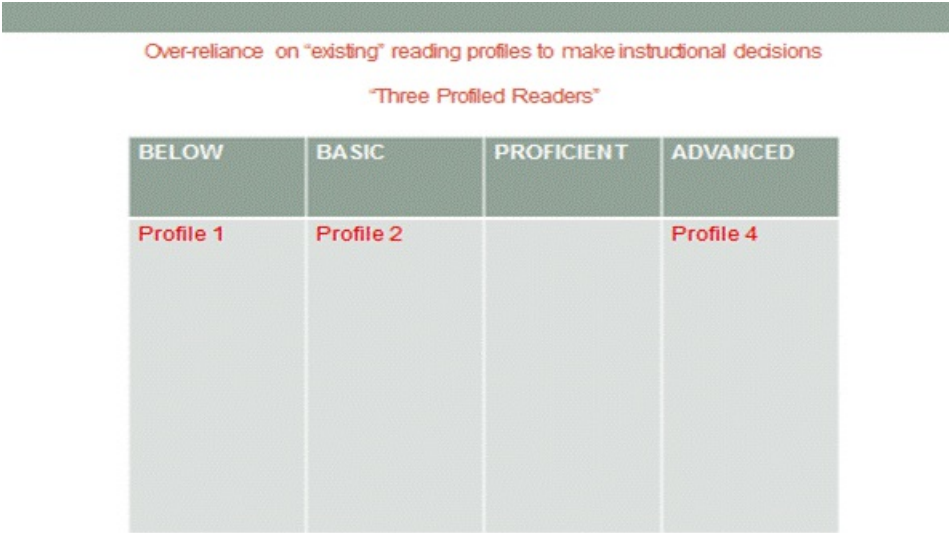 Over-reliance on “existing” reading profiles to make instructional decisions
“Three Profiled Readers”
BELOW BASIC PROFICIENT ADVANCED
Profile 1 Profile 2 Profile 4